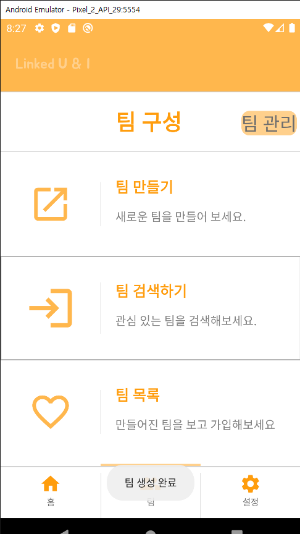 Android Emulator - Pixel_2_API_29:5554
8:27
Linked U & I
팀 구성
팀 관리
팀 만들기
새로운 팀을 만들어 보세요.
팀 검색하기
관심 있는 팀을 검색해보세요.
팀 목록
만들어진 팀을 보고 가입해보세요
팀 생성 완료
홈
팀
설정